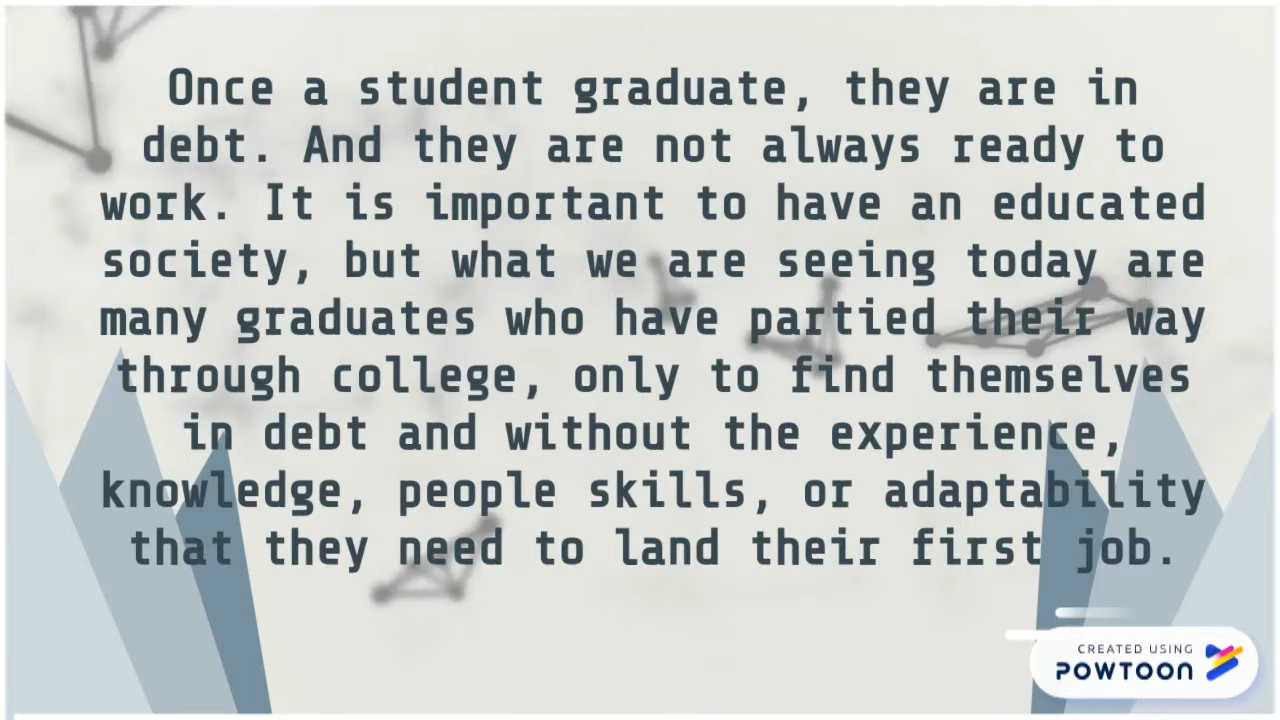 Once a student graduate, they are in
debt. And they are not always ready to
work. It is important to have an educated
society, but what we are seeing today are
many graduates who have partied their way
through college, only to find themselves
in debt and without the experience,
knowledge, people skills, or adaptability
that they need to land their first job.
CREATED USING
POWTOON